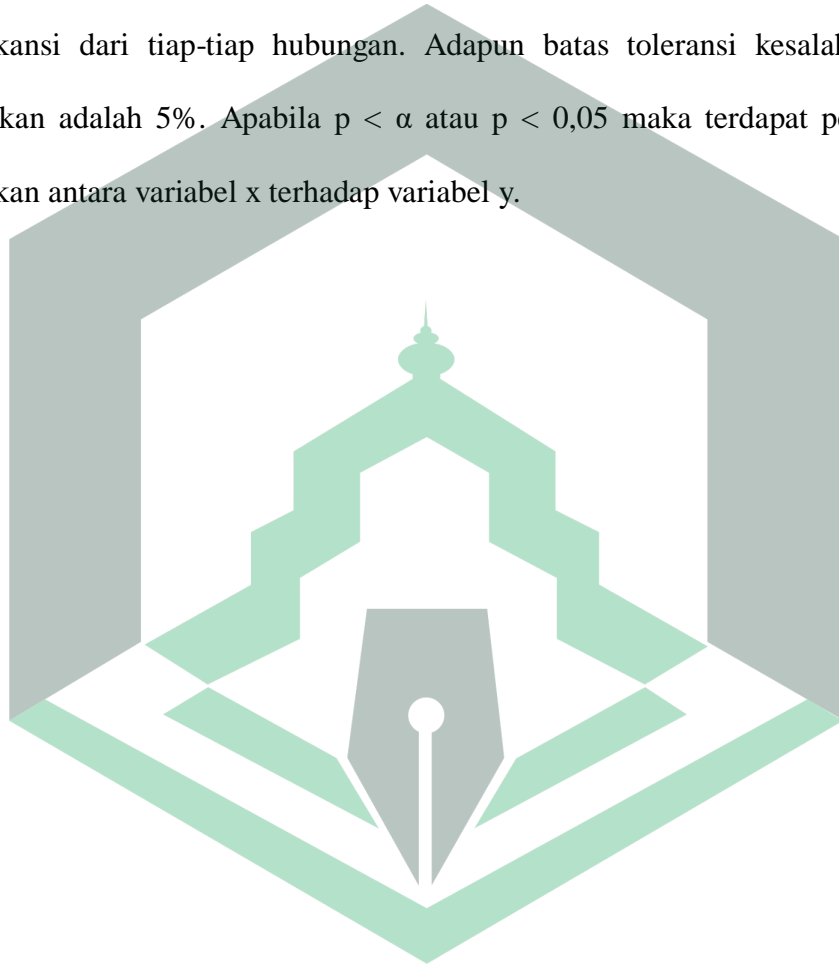 kansi dari tiap-tiap hubungan. Adapun batas toleransi kesalah
kan adalah 5%. Apabila p < α atau p < 0,05 maka terdapat pe
kan antara variabel x terhadap variabel y.